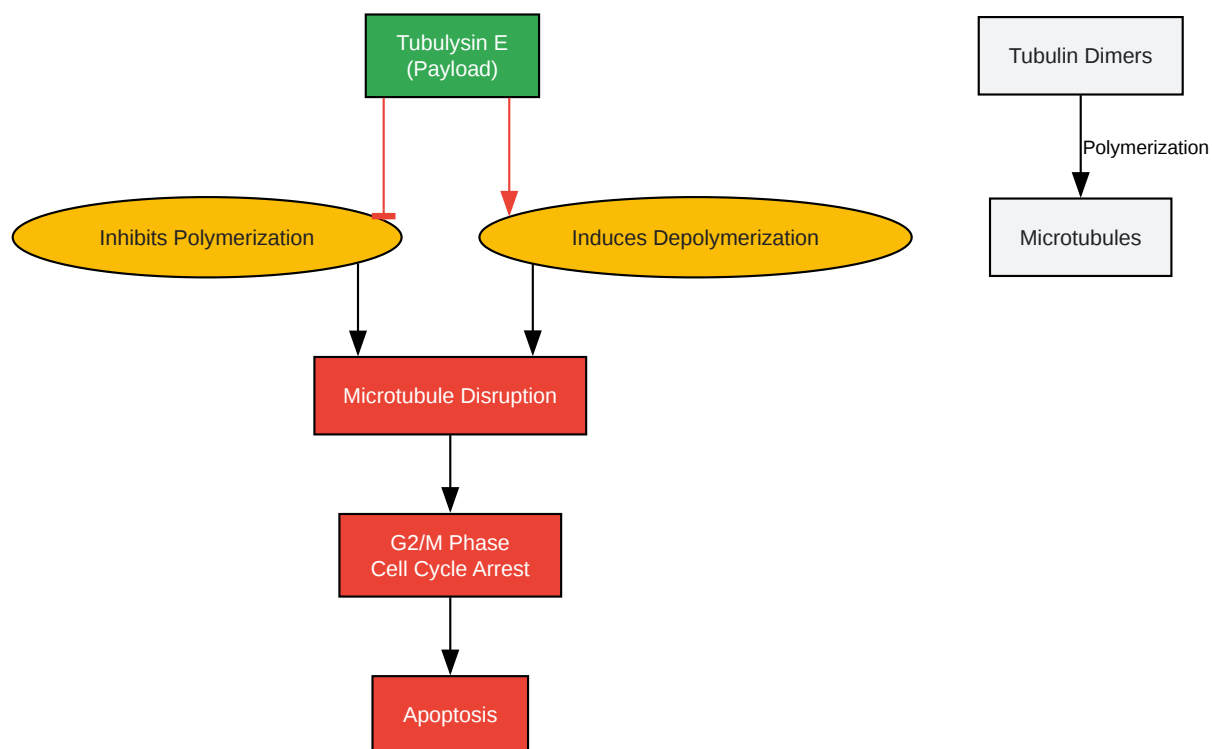 Tubulysin E
(Payload)
Tubulin Dimers
Polymerization
Inhibits Polymerization
Induces Depolymerization
Microtubules
Microtubule Disruption
G2/M Phase
Cell Cycle Arrest
Apoptosis